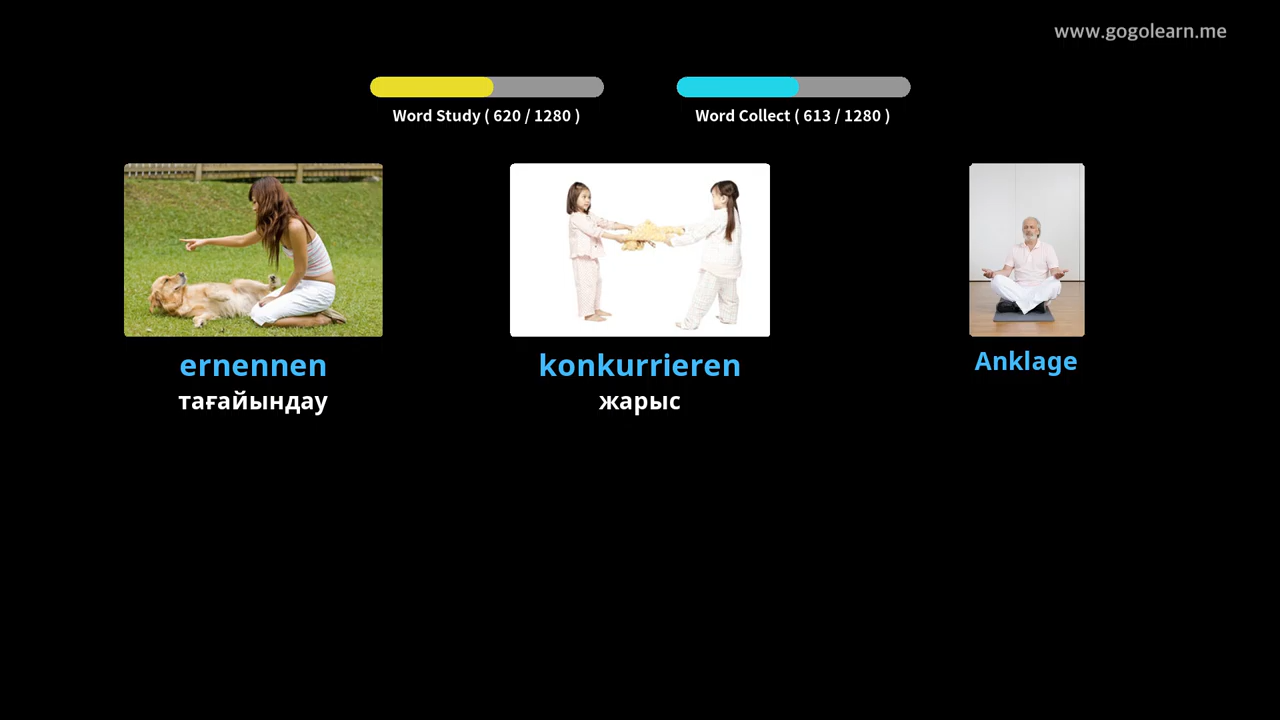 www.gogolearn.me
Word Study ( 620 / 1280 )
Word Collect ( 613 / 1280 )
ernennen
тағайындау
konkurrieren
жарыс
Anklage